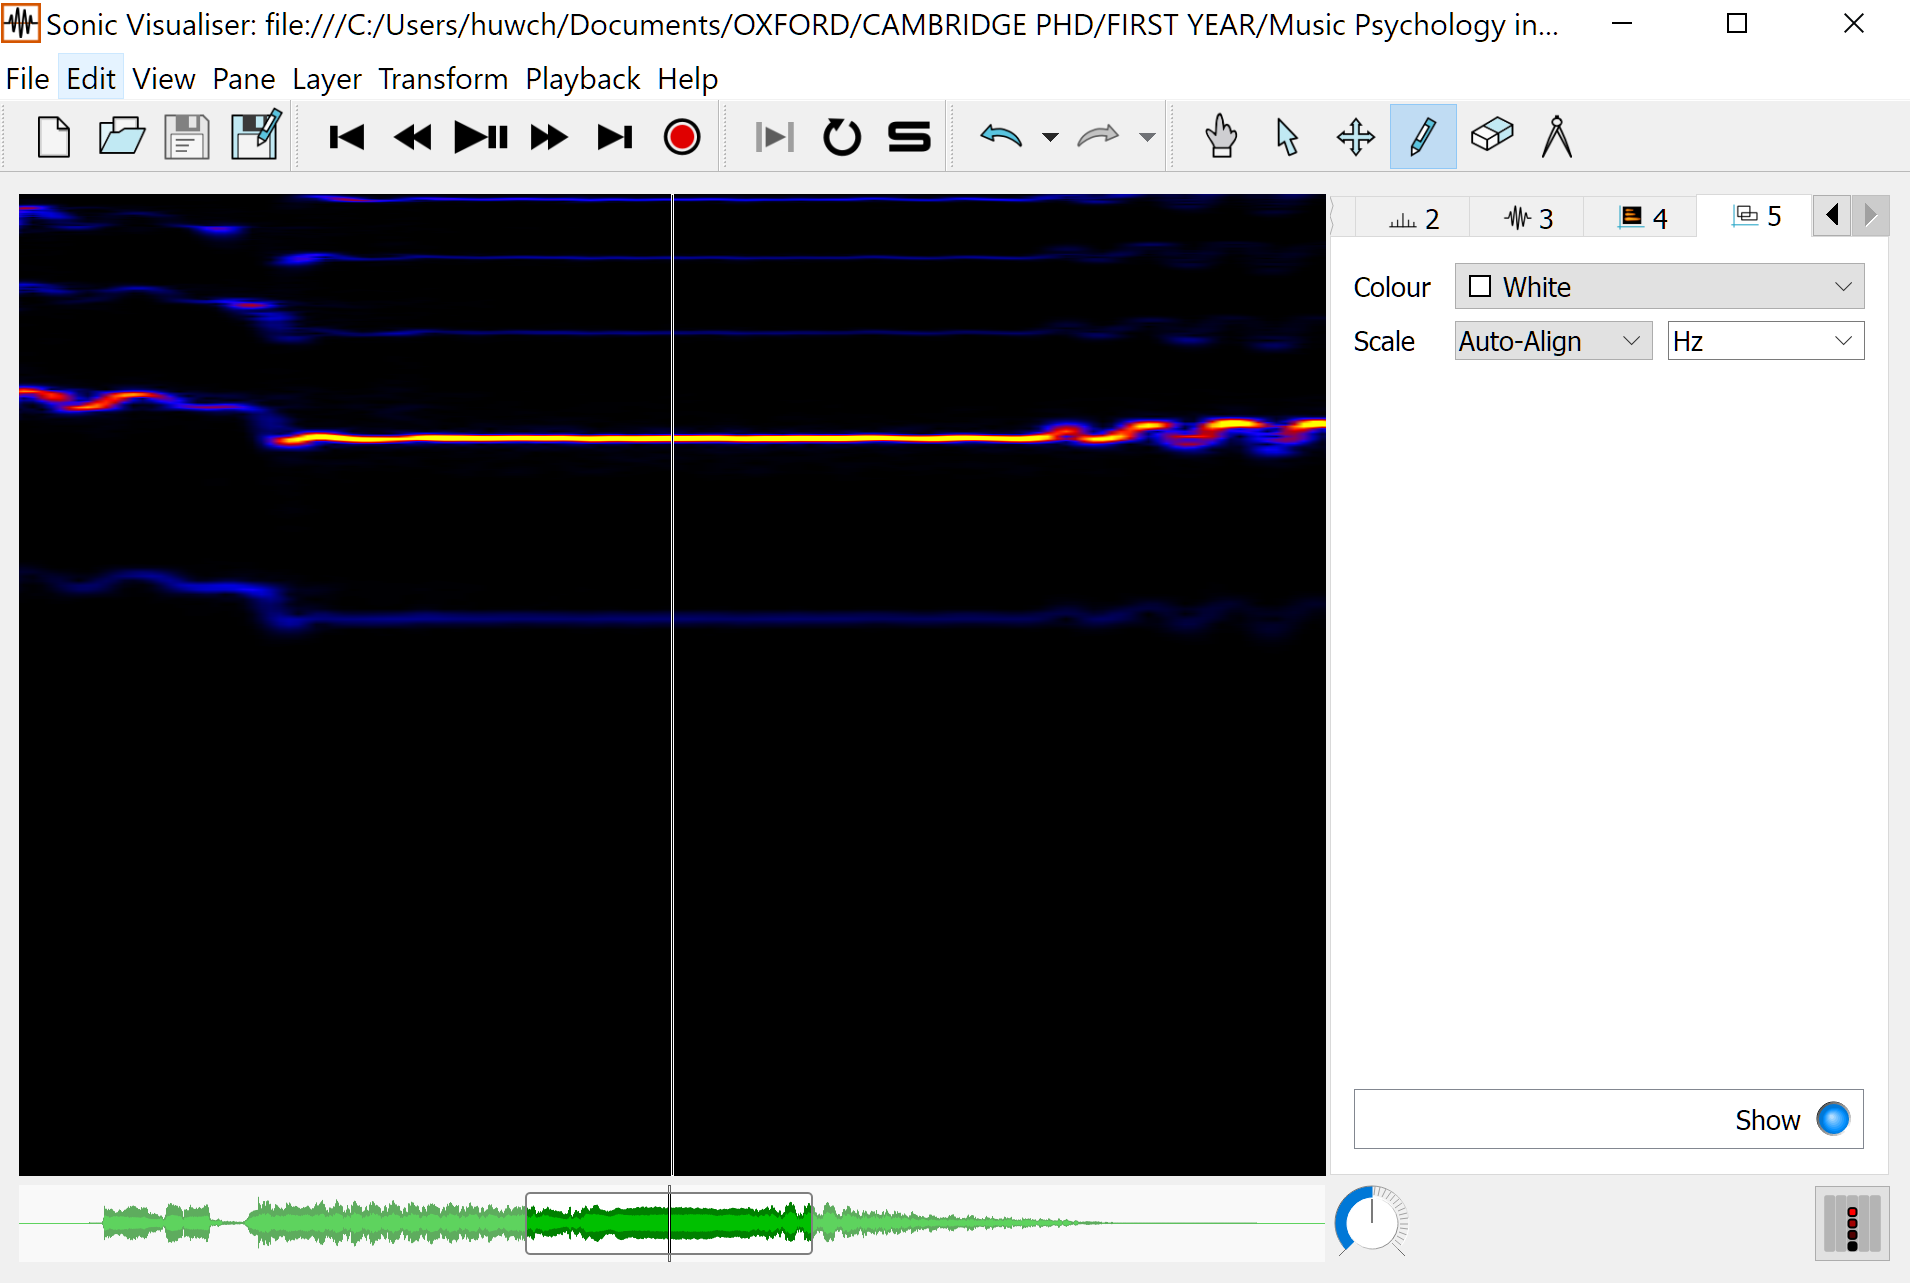 Sonic Visualiser: file:///C:/Users/huwch/Documents/OXFORD/CAMBRIDGE PHD/FIRST YEAR/Music Psychology in...
File Edit View Pane Layer Transform Playback Help
2 3 4 5
Colour White
Scale Auto-Align Hz
Show